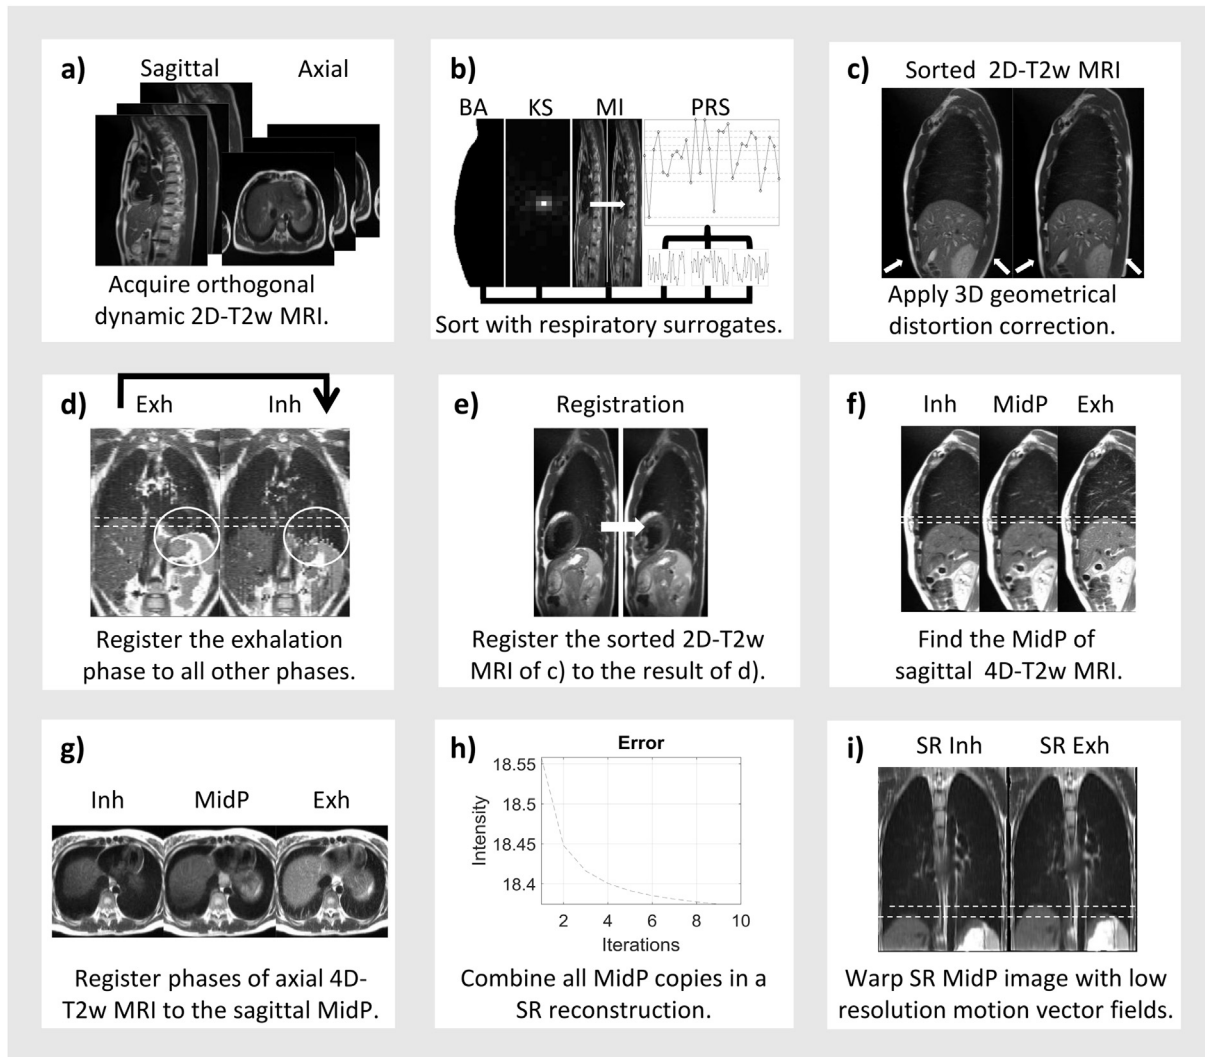 a)
Sagittal Axial
Acquire orthogonal
dynamic 2D-T2w MRI.
b)
BA KS MI PRS
Sort with respiratory surrogates.
c)
Sorted 2D-T2w MRI
Apply 3D geometrical
distortion correction.
d)
Exh Inh
Register the exhalation
phase to all other phases.
e)
Registration
Register the sorted 2D-T2w
MRI of c) to the result of d).
f)
Inh MidP Exh
Find the MidP of
sagittal 4D-T2w MRI.
g)
Inh MidP Exh
Register phases of axial 4D-
T2w MRI to the sagittal MidP.
h)
Error
18.55
18.5
18.45
18.4
Intensity
2 4 6 8 10
Iterations
Combine all MidP copies in a
SR reconstruction.
i)
SR Inh SR Exh
Warp SR MidP image with low
resolution motion vector fields.